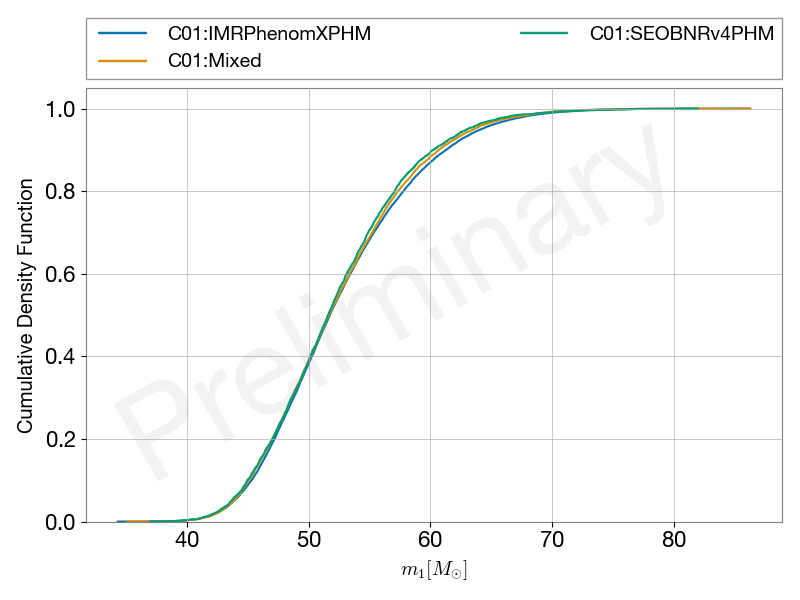 C01:IMRPhenomXPHM
C01:Mixed
C01:SEOBNRv4PHM
1.0
0.8
0.6
0.4
0.2
0.0
Cumulative Density Function
Preliminary
40 50 60 70 80
m₁[M☉]